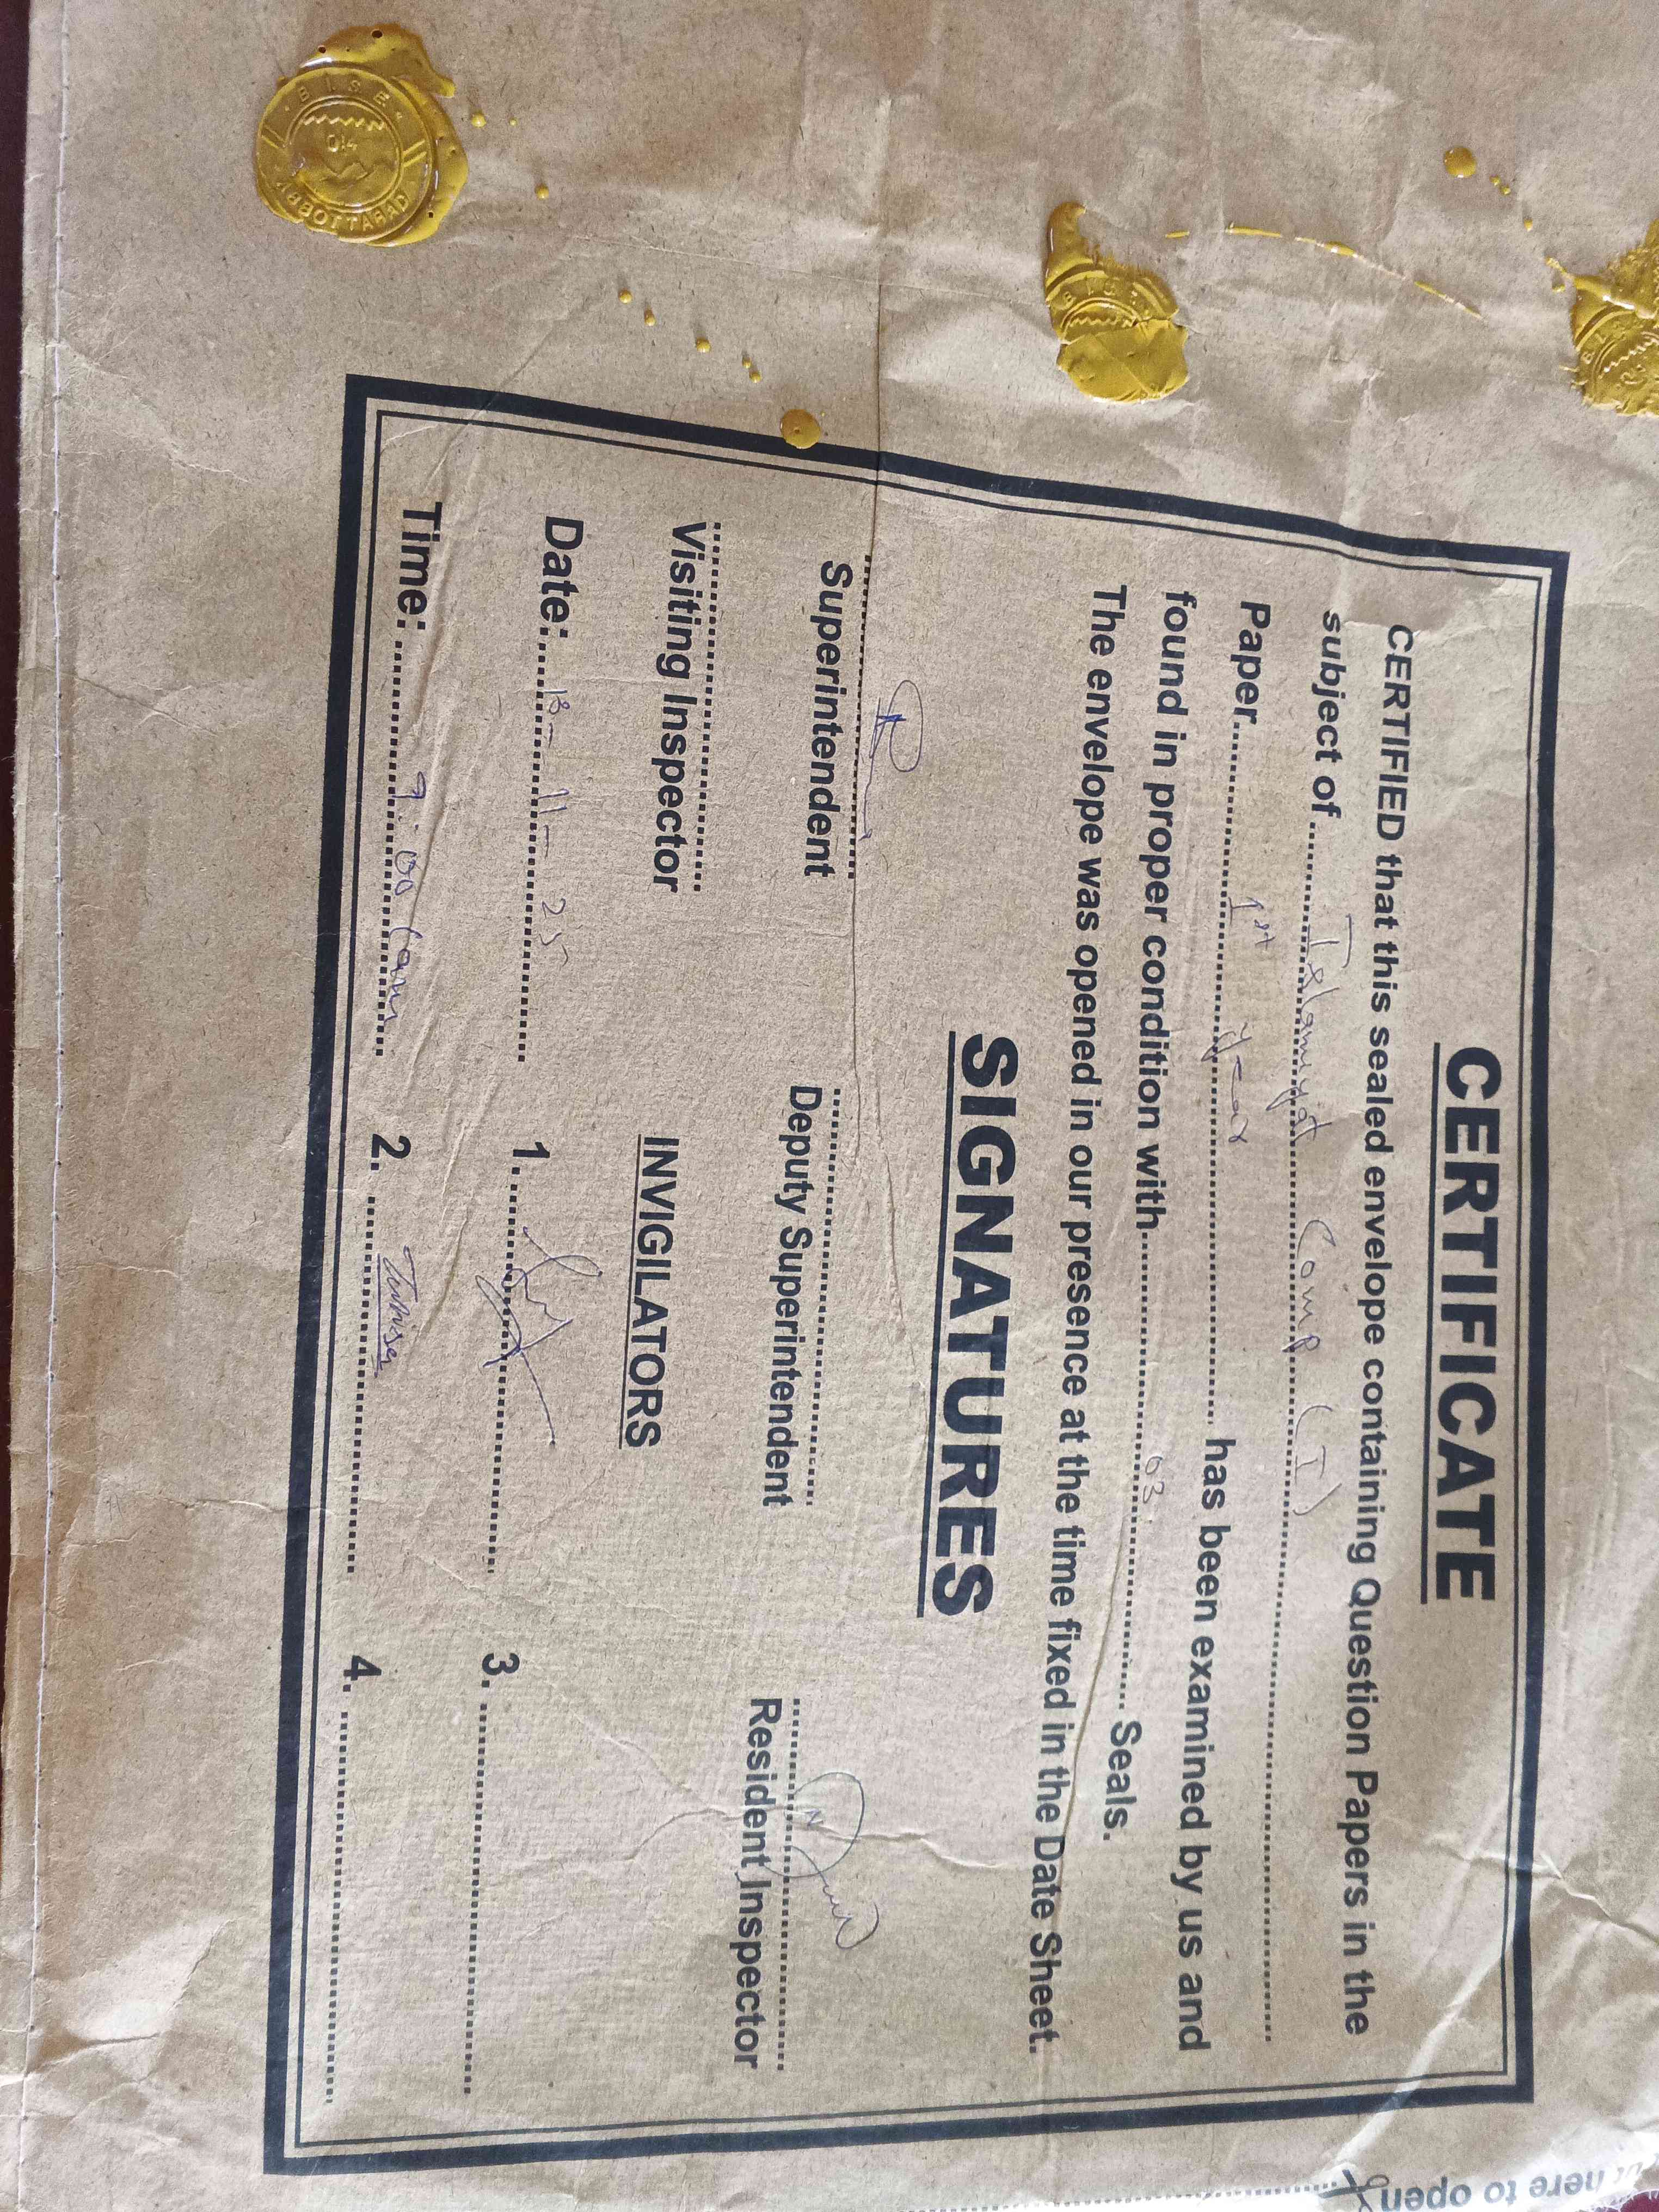 CERTIFICATE
CERTIFIED that this sealed envelope containing Question Papers in the
subject of ............ Islamiyat Comp (I) ............
Paper............ 1st Year ............ has been examined by us and
found in proper condition with............ 03 ............ Seals.
The envelope was opened in our presence at the time fixed in the Date Sheet.
SIGNATURES
Superintendent Deputy Superintendent Resident Inspector
Visiting Inspector INVIGILATORS
Date:...... - 11 - 25 ...... 1............ 3. ............
Time:...... 9:00 (am) ...... 2. ............ 4. ............
B.I.S.E.
ABBOTTABAD
here to open